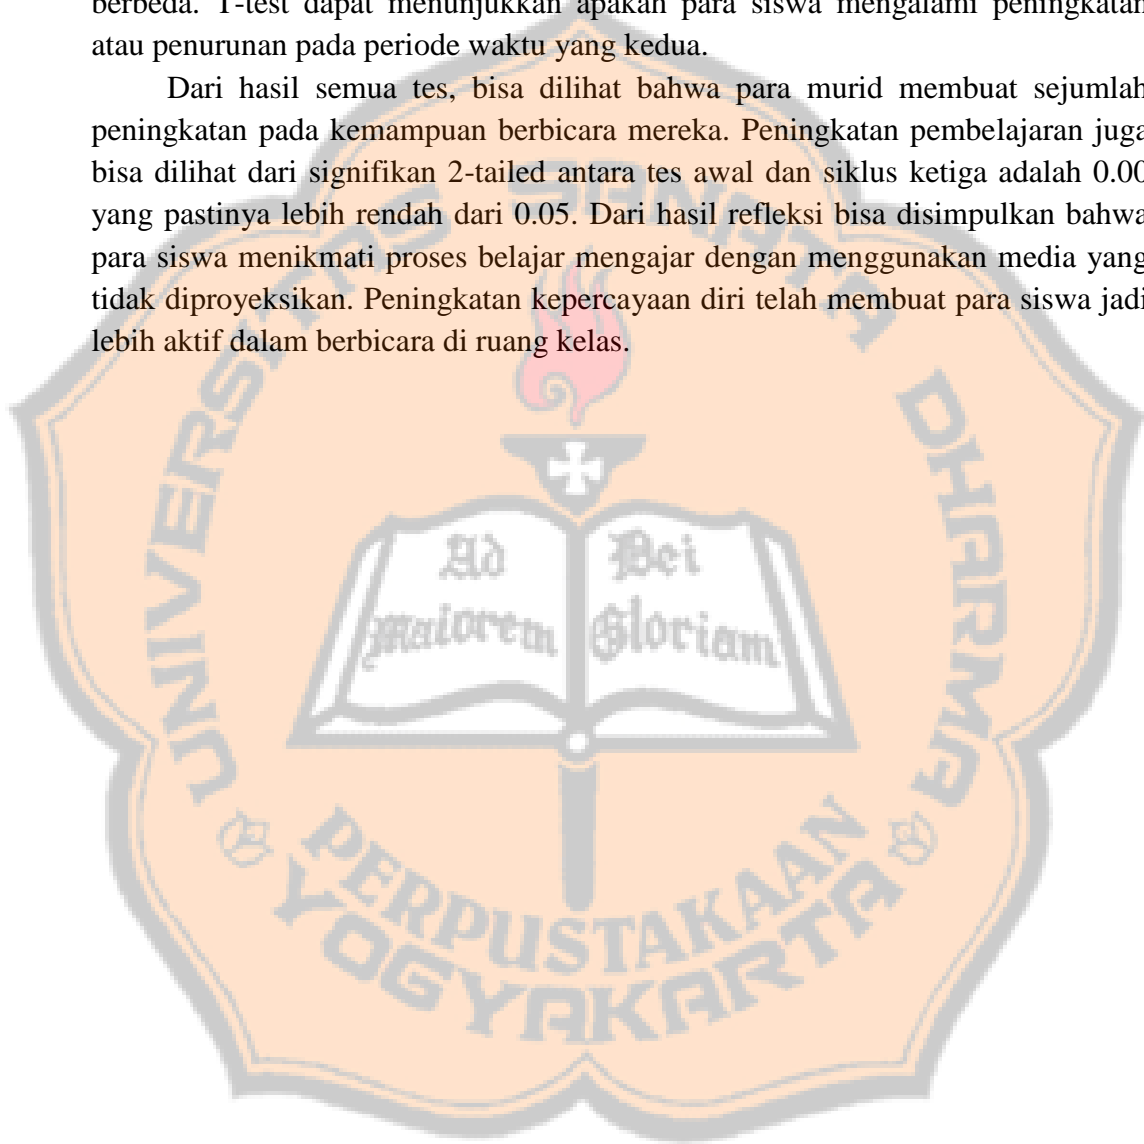 berbeda. T-test dapat menunjukkan apakah para siswa mengalami peningkatan
atau penurunan pada periode waktu yang kedua.
Dari hasil semua tes, bisa dilihat bahwa para murid membuat sejumlah
peningkatan pada kemampuan berbicara mereka. Peningkatan pembelajaran juga
bisa dilihat dari signifikan 2-tailed antara tes awal dan siklus ketiga adalah 0.00
yang pastinya lebih rendah dari 0.05. Dari hasil refleksi bisa disimpulkan bahwa
para siswa menikmati proses belajar mengajar dengan menggunakan media yang
tidak diproyeksikan. Peningkatan kepercayaan diri telah membuat para siswa jadi
lebih aktif dalam berbicara di ruang kelas.
UNIVERSITAS SANATA DHARMA
Ad Dei
Maiorem Gloriam
PERPUSTAKAAN
YOGYAKARTA